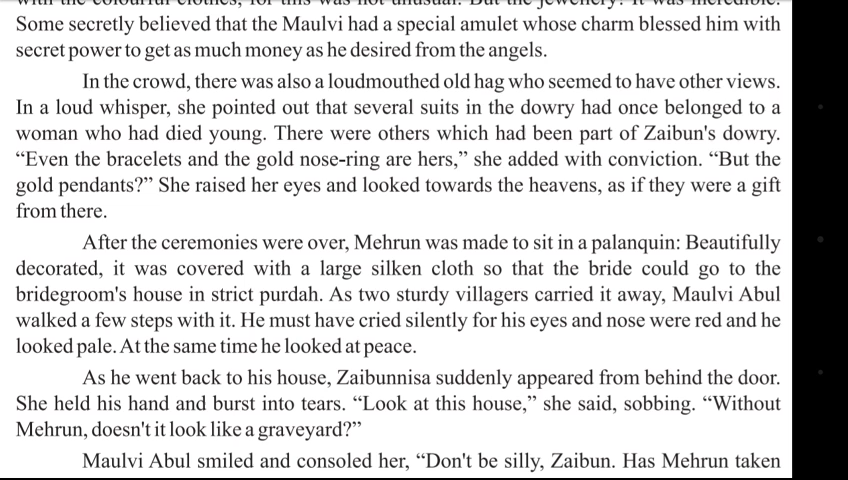 Some secretly believed that the Maulvi had a special amulet whose charm blessed him with
secret power to get as much money as he desired from the angels.
In the crowd, there was also a loudmouthed old hag who seemed to have other views.
In a loud whisper, she pointed out that several suits in the dowry had once belonged to a
woman who had died young. There were others which had been part of Zaibun's dowry.
“Even the bracelets and the gold nose-ring are hers,” she added with conviction. “But the
gold pendants?” She raised her eyes and looked towards the heavens, as if they were a gift
from there.
After the ceremonies were over, Mehrun was made to sit in a palanquin: Beautifully
decorated, it was covered with a large silken cloth so that the bride could go to the
bridegroom's house in strict purdah. As two sturdy villagers carried it away, Maulvi Abul
walked a few steps with it. He must have cried silently for his eyes and nose were red and he
looked pale. At the same time he looked at peace.
As he went back to his house, Zaibunnisa suddenly appeared from behind the door.
She held his hand and burst into tears. “Look at this house,” she said, sobbing. “Without
Mehrun, doesn't it look like a graveyard?”
Maulvi Abul smiled and consoled her, “Don't be silly, Zaibun. Has Mehrun taken